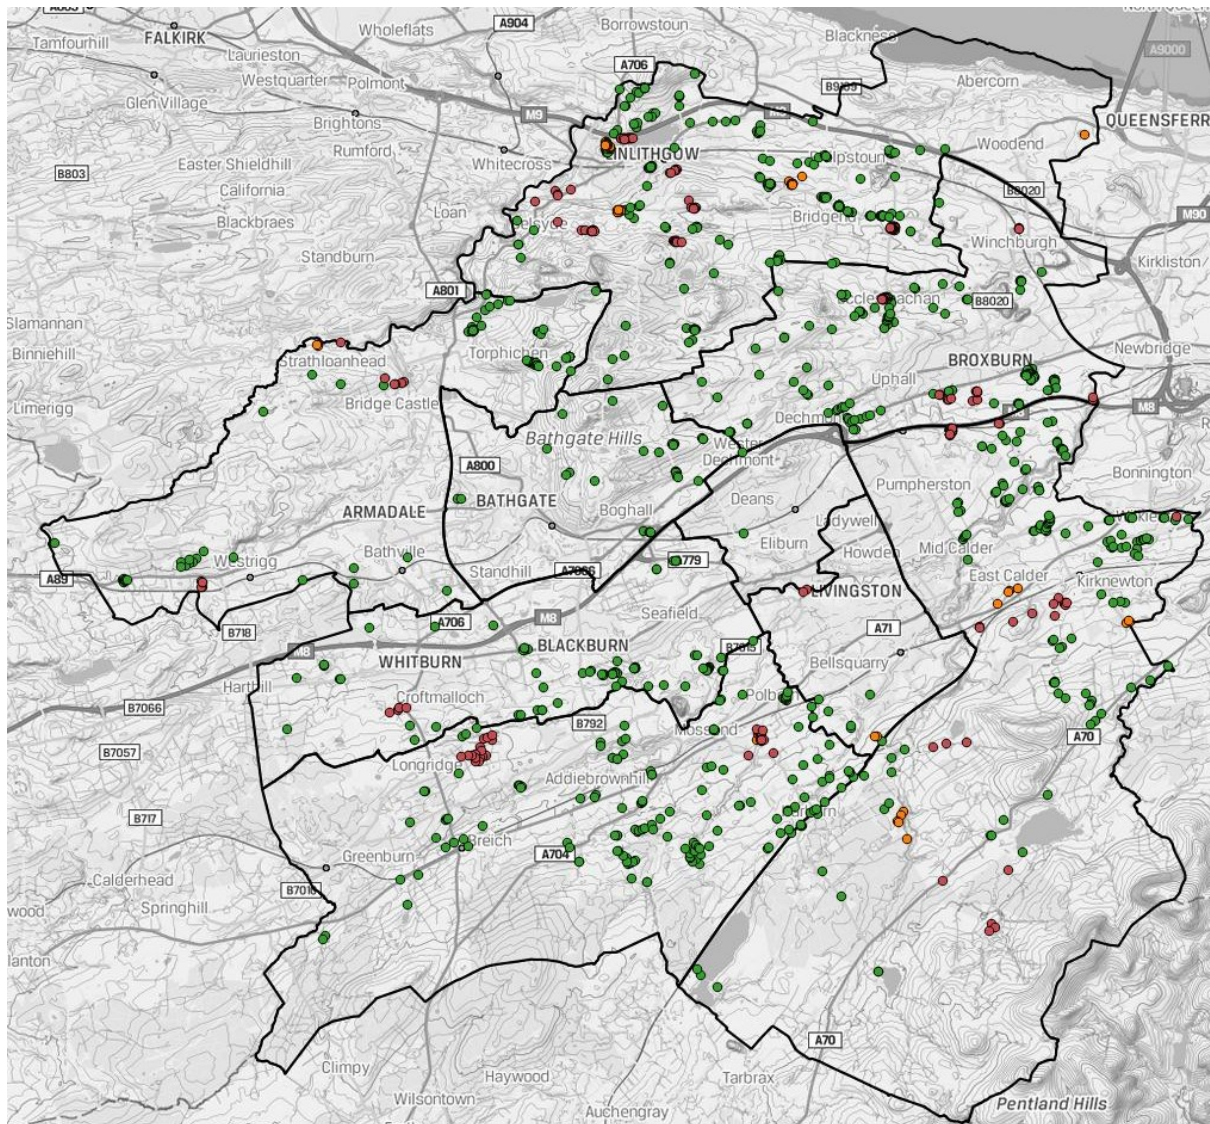 A904
Borrowstoun
Wholeflats
FALKIRK
Tamfourhill
Laurieston
Blackness
A9000
A706
Westquarter
Polmont
Abercorn
Glen Village
M9
QUEENSFERR
Brightons
Rumford
Woodend
Whitecross
LINLITHGOW
Easter Shieldhill
B803
California
B8020
Loan
Blackbraes
Bridgend
M90
Winchburgh
Standburn
Kirkliston
A801
B8020
Slamannan
Binniehill
Torphichen
Newbridge
Strathloanhead
BROXBURN
Uphall
Limerigg
Bridge Castle
M8
Bathgate Hills
Wester
Dechmont
A800
Bonnington
Pumpherston
BATHGATE
Deans
Boghall
ARMADALE
Ladywell
Eliburn
Mid Calder
Howden
Westrigg
Bathville
A779
Standhill
East Calder
A89
Kirknewton
LIVINGSTON
Seafield
A706
M8
B718
A71
BLACKBURN
M8
WHITBURN
Bellsquarry
Harthill
Croftmalloch
B7066
B792
A70
B7057
Longridge
Addiebrownhill
B717
Breich
Greenburn
A704
Calderhead
Springhill
A70
Climpy
Haywood
Tarbrax
Wilsontown
Auchengray
Pentland Hills